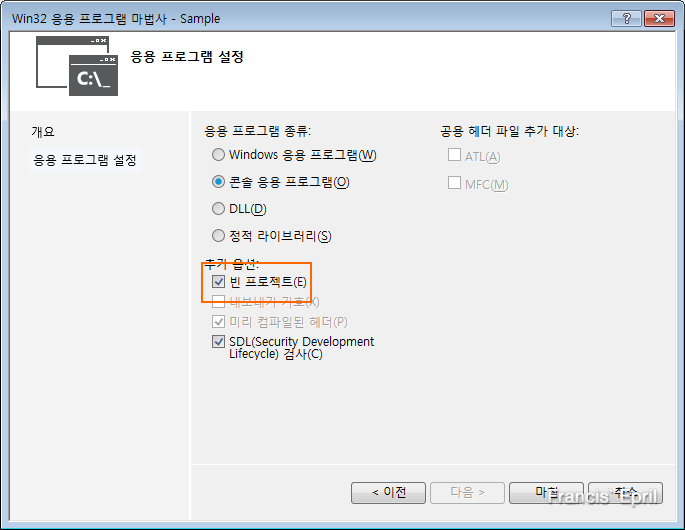 Win32 응용 프로그램 마법사 - Sample
C:\_
응용 프로그램 설정
개요
응용 프로그램 설정
응용 프로그램 종류:
Windows 응용 프로그램(W)
콘솔 응용 프로그램(O)
DLL(D)
정적 라이브러리(S)
추가 옵션:
빈 프로젝트(E)
내보내기 기호(X)
미리 컴파일된 헤더(P)
SDL(Security Development
Lifecycle) 검사(C)
공용 헤더 파일 추가 대상:
ATL(A)
MFC(M)
< 이전
다음 >
마침
취소
Francis` Epril